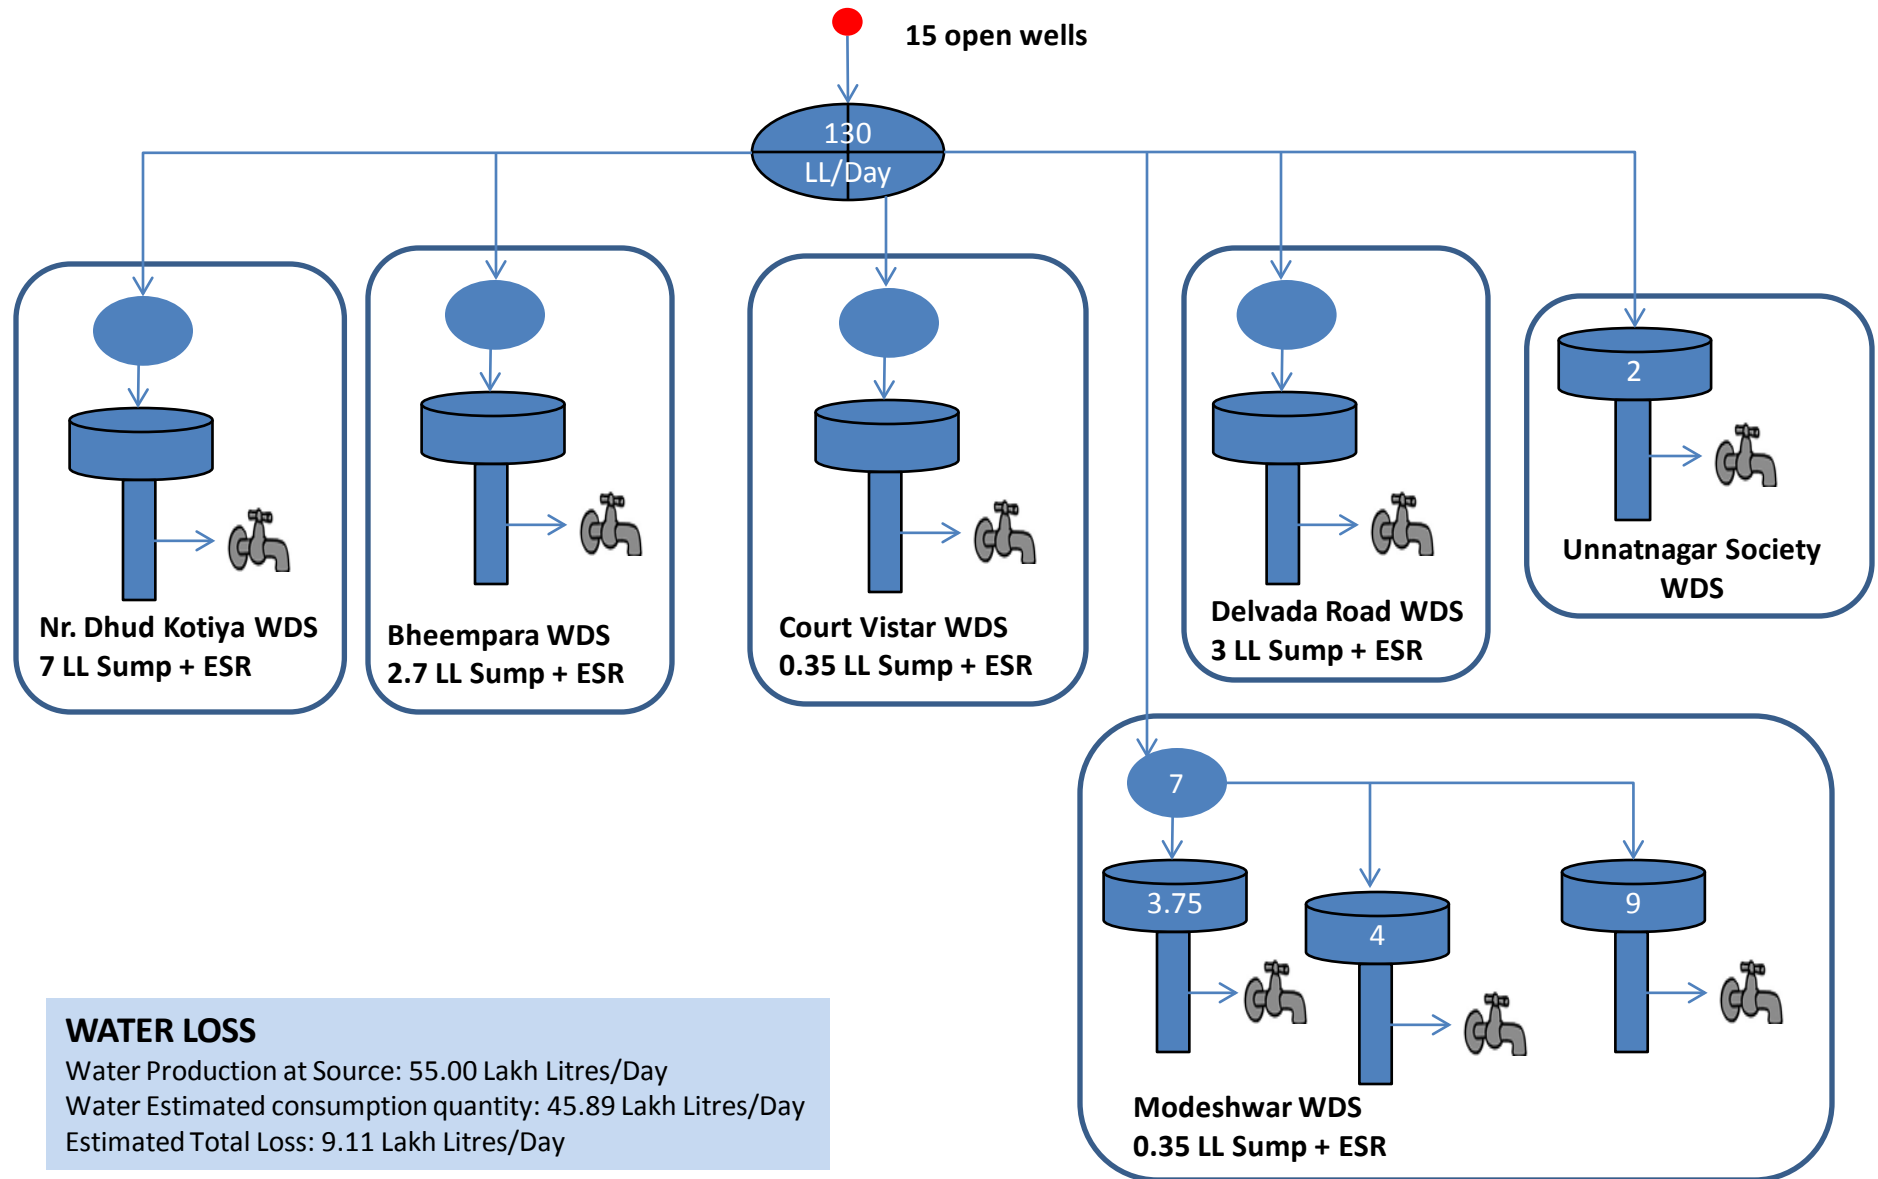 15 open wells
130
LL/Day
Nr. Dhud Kotiya WDS
7 LL Sump + ESR
Bheempara WDS
2.7 LL Sump + ESR
Court Vistar WDS
0.35 LL Sump + ESR
Delvada Road WDS
3 LL Sump + ESR
2
Unnatnagar Society
WDS
7
3.75
4
9
Modeshwar WDS
0.35 LL Sump + ESR
WATER LOSS
Water Production at Source: 55.00 Lakh Litres/Day
Water Estimated consumption quantity: 45.89 Lakh Litres/Day
Estimated Total Loss: 9.11 Lakh Litres/Day